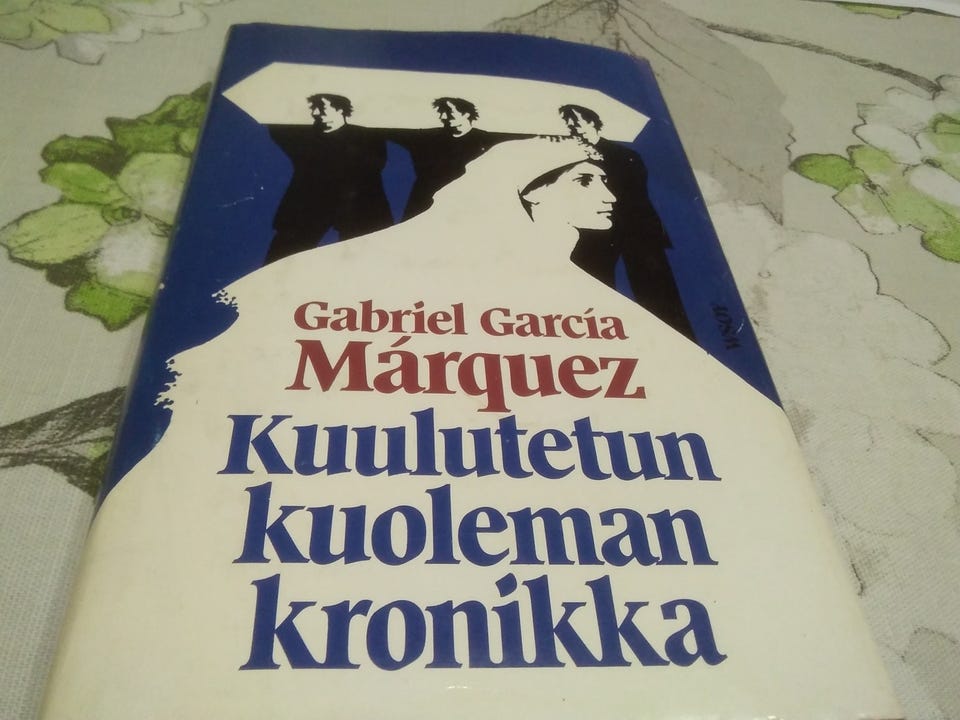 Gabriel García
Márquez
Kuulutetun
kuoleman
kronikka
WSOY